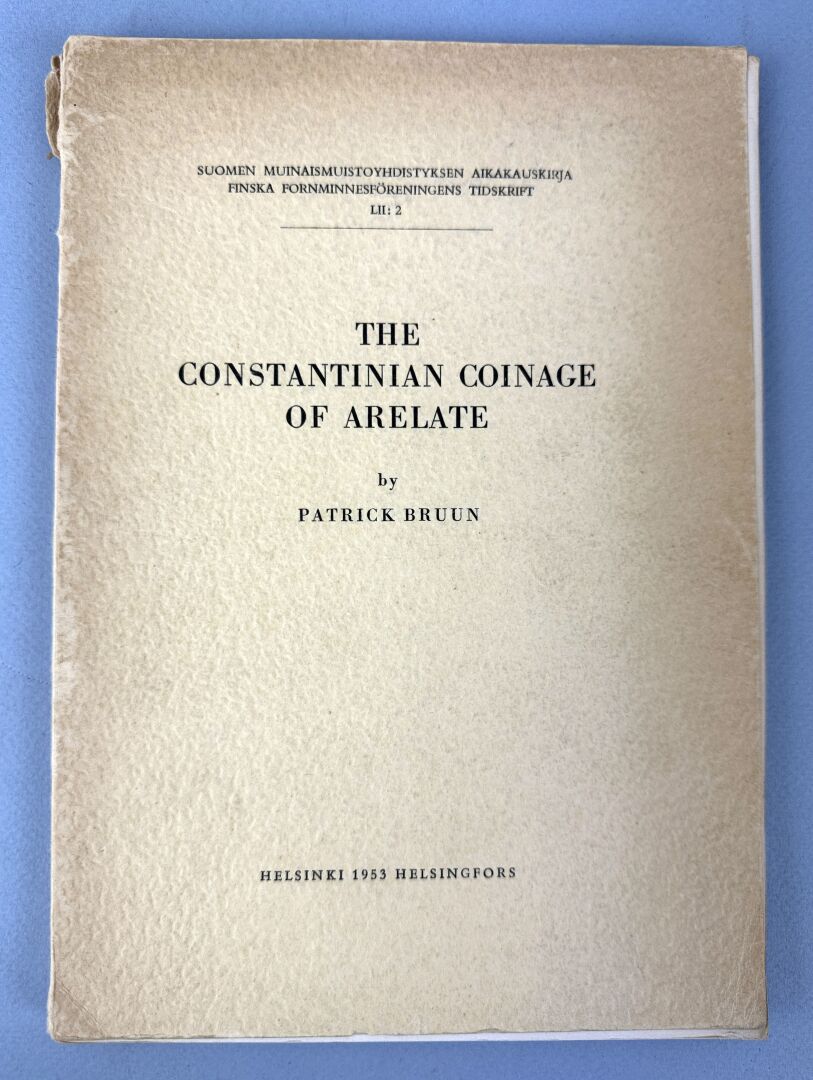 SUOMEN MUINAISMUISTOYHDISTYKSEN AIKAKAUSKIRJA
FINSKA FORNMINNESFÖRENINGENS TIDSKRIFT
LII: 2
THE
CONSTANTINIAN COINAGE
OF ARELATE
by
PATRICK BRUUN
HELSINKI 1953 HELSINGFORS